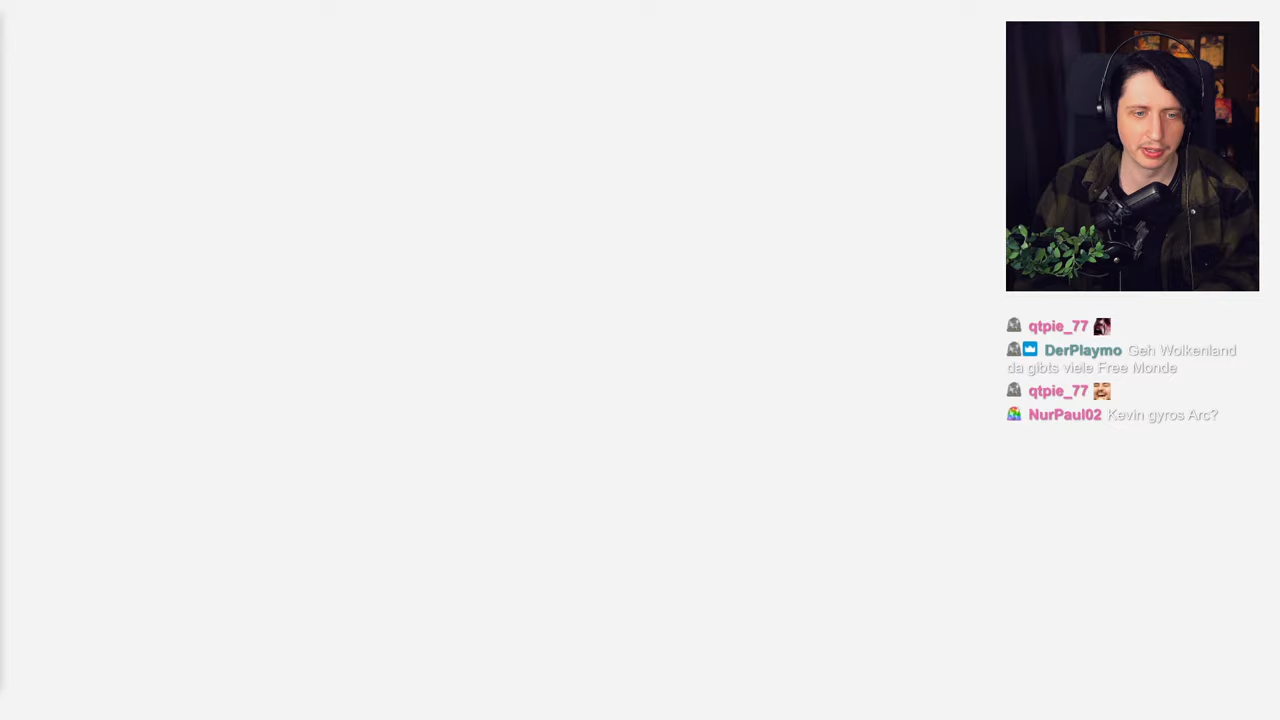 qtpie_77
DerPlaymo Geh Wolkenland
da gibts viele Free Monde
qtpie_77
NurPaul02 Kevin gyros Arc?